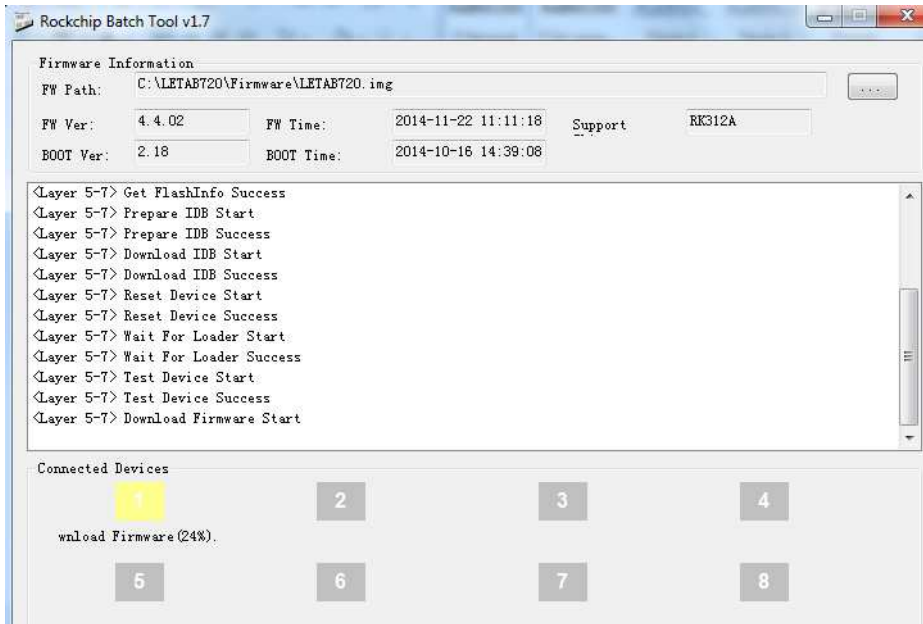 Rockchip Batch Tool v1.7
Firmware Information
FW Path: C:\LETAB720\Firmware\LETAB720.img ...
FW Ver: 4.4.02 FW Time: 2014-11-22 11:11:18 Support RK312A
BOOT Ver: 2.18 BOOT Time: 2014-10-16 14:39:08
<Layer 5-7> Get FlashInfo Success
<Layer 5-7> Prepare IDB Start
<Layer 5-7> Prepare IDB Success
<Layer 5-7> Download IDB Start
<Layer 5-7> Download IDB Success
<Layer 5-7> Reset Device Start
<Layer 5-7> Reset Device Success
<Layer 5-7> Wait For Loader Start
<Layer 5-7> Wait For Loader Success
<Layer 5-7> Test Device Start
<Layer 5-7> Test Device Success
<Layer 5-7> Download Firmware Start
Connected Devices
1 2 3 4
wnload Firmware(24%).
5 6 7 8